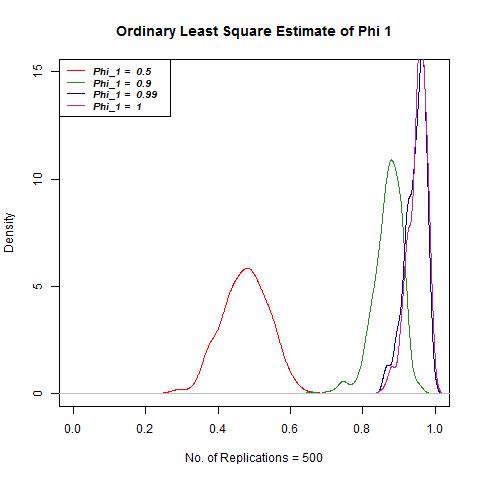 Ordinary Least Square Estimate of Phi 1
Phi_1 = 0.5
Phi_1 = 0.9
Phi_1 = 0.99
Phi_1 = 1
15
10
5
0
Density
0.0 0.2 0.4 0.6 0.8 1.0
No. of Replications = 500